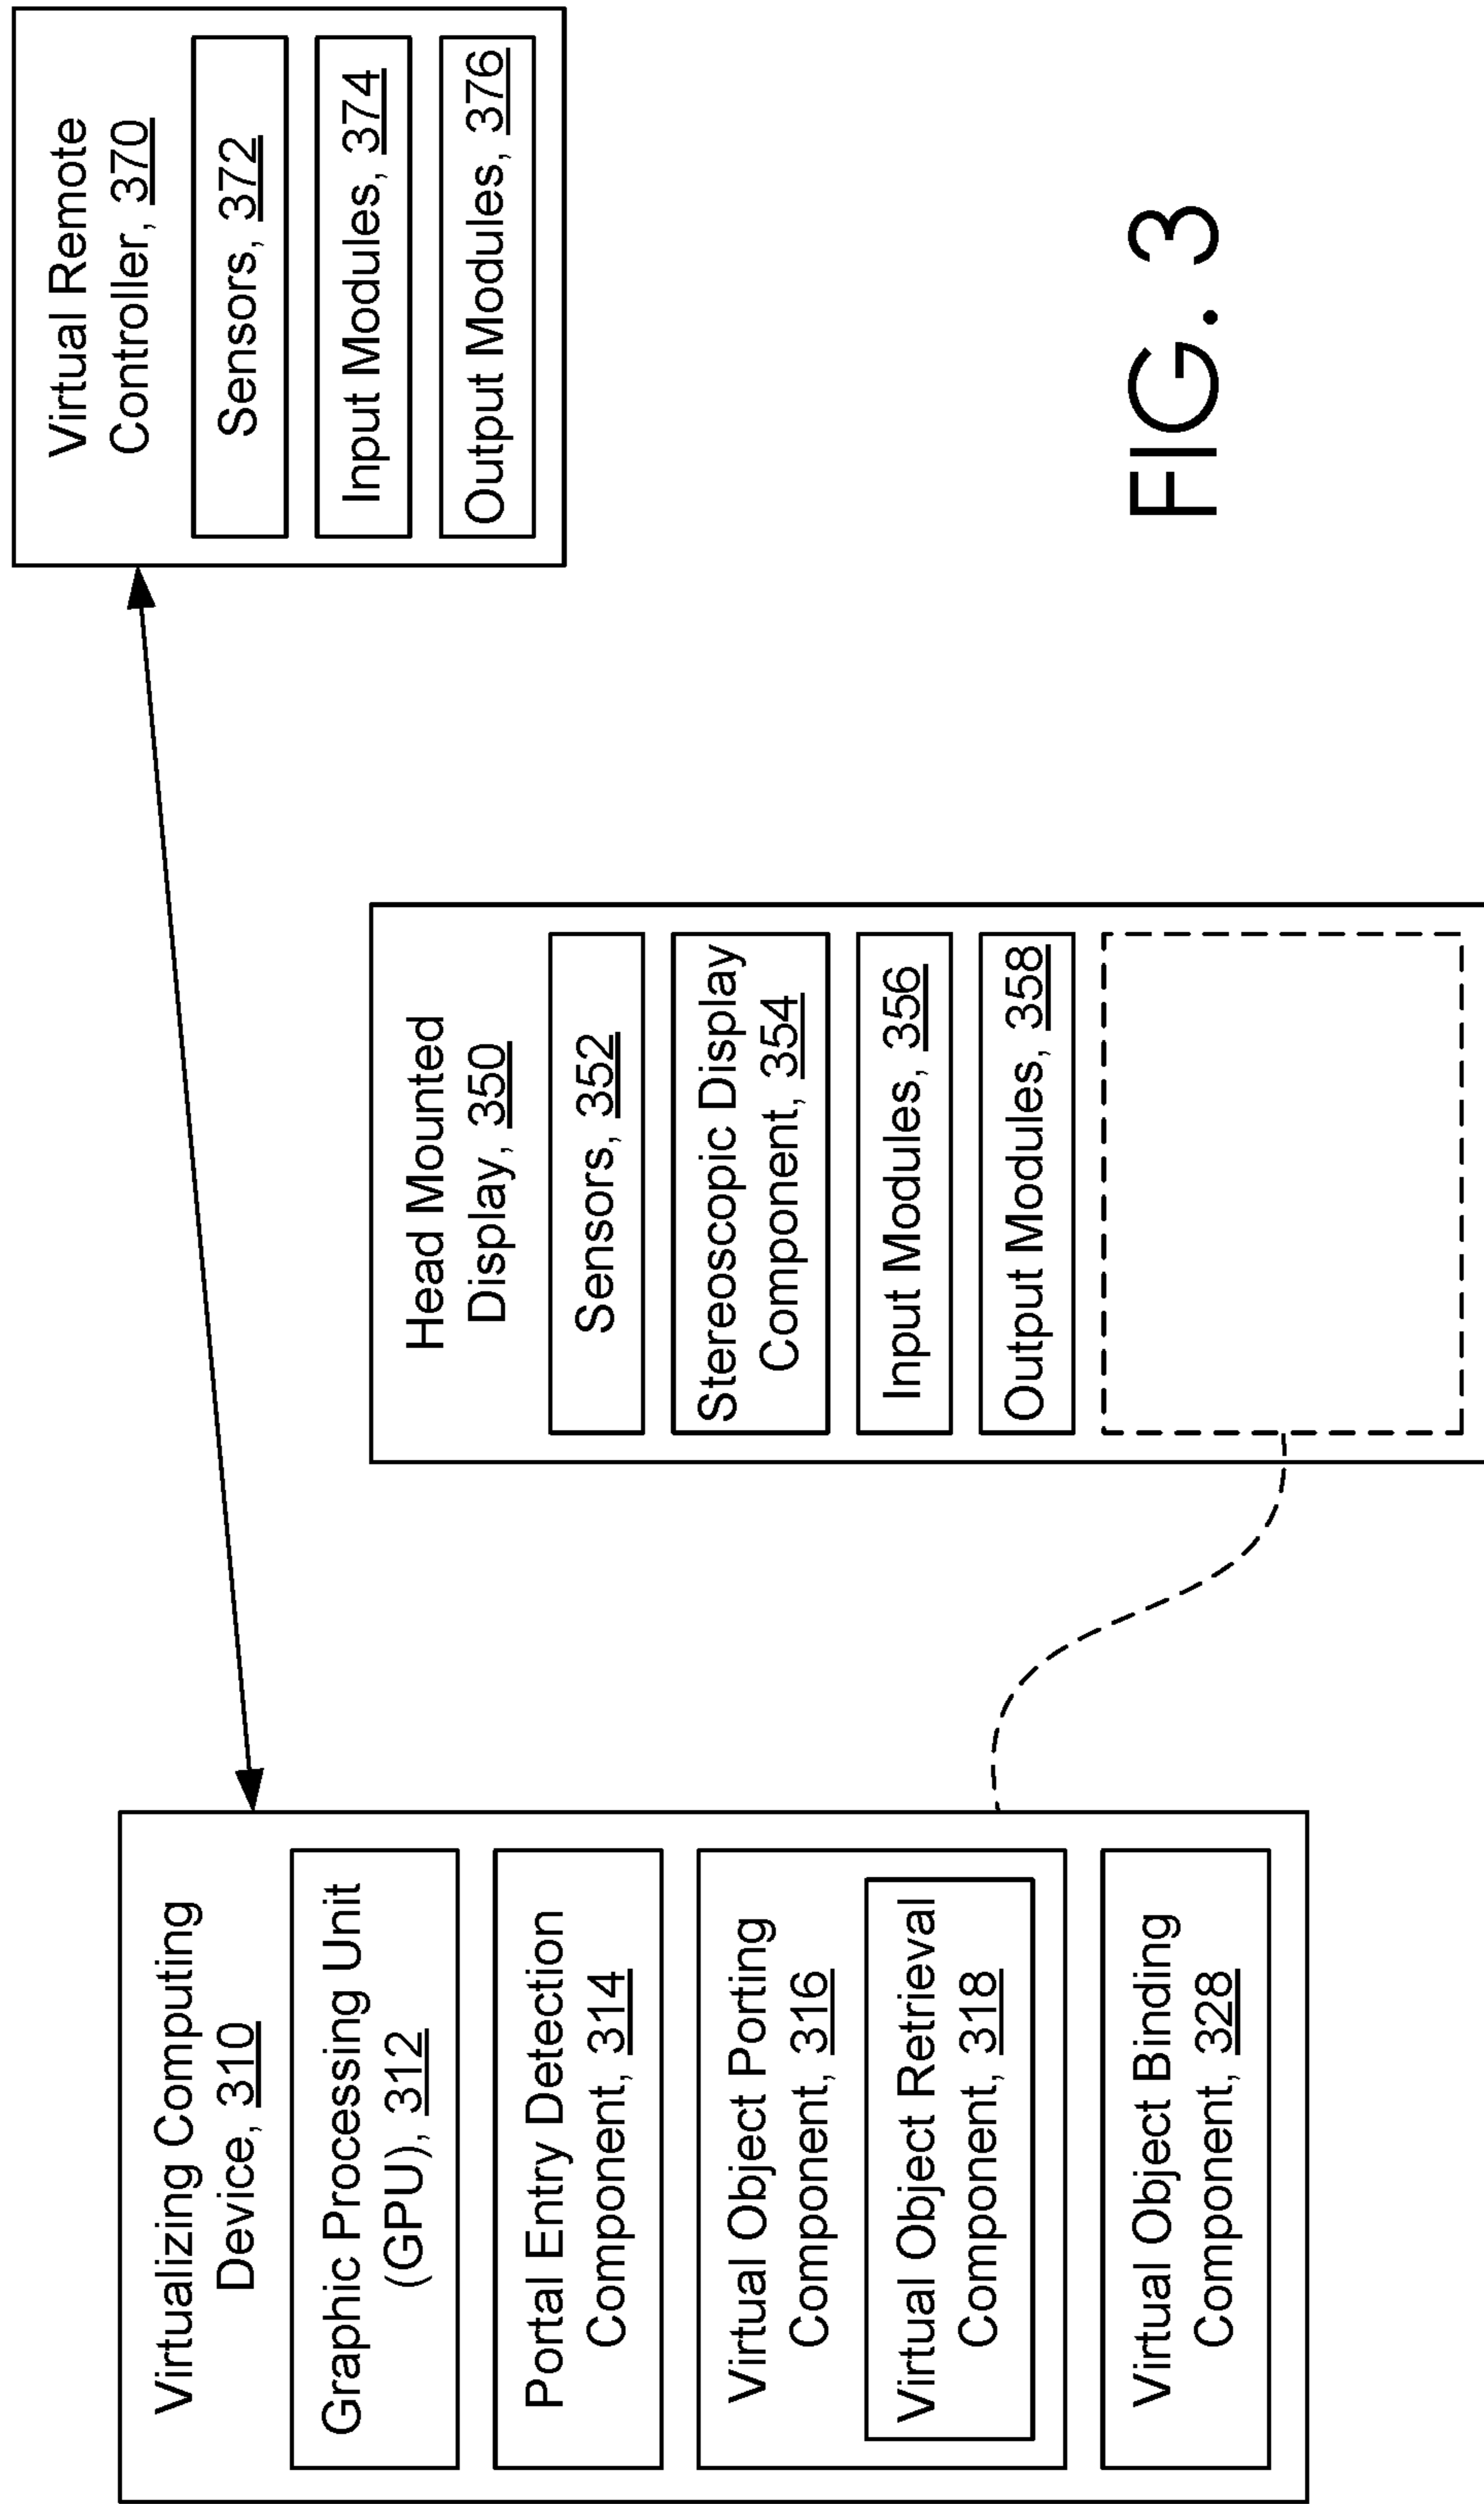 Virtualizing Computing
Device, 310
Graphic Processing Unit
(GPU), 312
Portal Entry Detection
Component, 314
Virtual Object Porting
Component, 316
Virtual Object Retrieval
Component, 318
Virtual Object Binding
Component, 328
Head Mounted
Display, 350
Sensors, 352
Stereoscopic Display
Component, 354
Input Modules, 356
Output Modules, 358
Virtual Remote
Controller, 370
Sensors, 372
Input Modules, 374
Output Modules, 376
FIG. 3